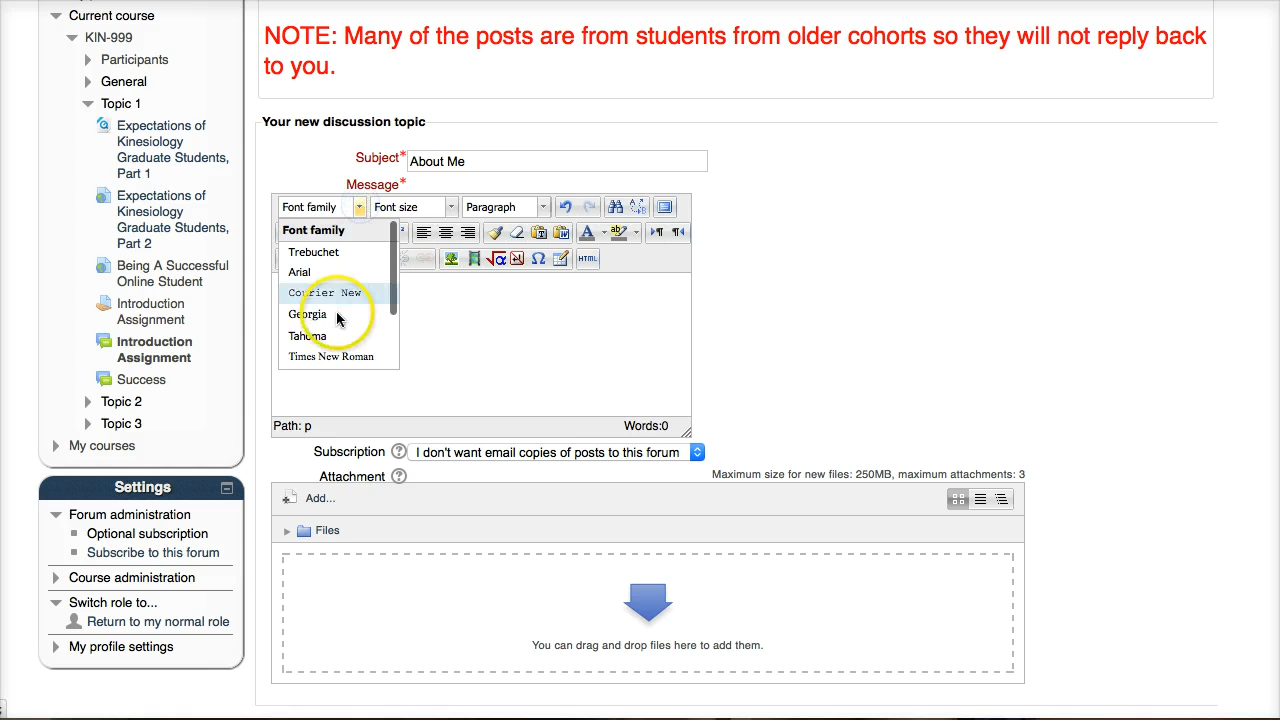 Current course
KIN-999
Participants
General
Topic 1
Expectations of
Kinesiology
Graduate Students,
Part 1
Expectations of
Kinesiology
Graduate Students,
Part 2
Being A Successful
Online Student
Introduction
Assignment
Introduction
Assignment
Success
Topic 2
Topic 3
My courses
Settings
Forum administration
Optional subscription
Subscribe to this forum
Course administration
Switch role to...
Return to my normal role
My profile settings
NOTE: Many of the posts are from students from older cohorts so they will not reply back
to you.
Your new discussion topic
Subject* About Me
Message*
Font family Font size Paragraph
Font family
Trebuchet
Arial
Courier New
Georgia
Tahoma
Times New Roman
HTML
Path: p Words:0
Subscription I don't want email copies of posts to this forum
Attachment Maximum size for new files: 250MB, maximum attachments: 3
Add...
Files
You can drag and drop files here to add them.